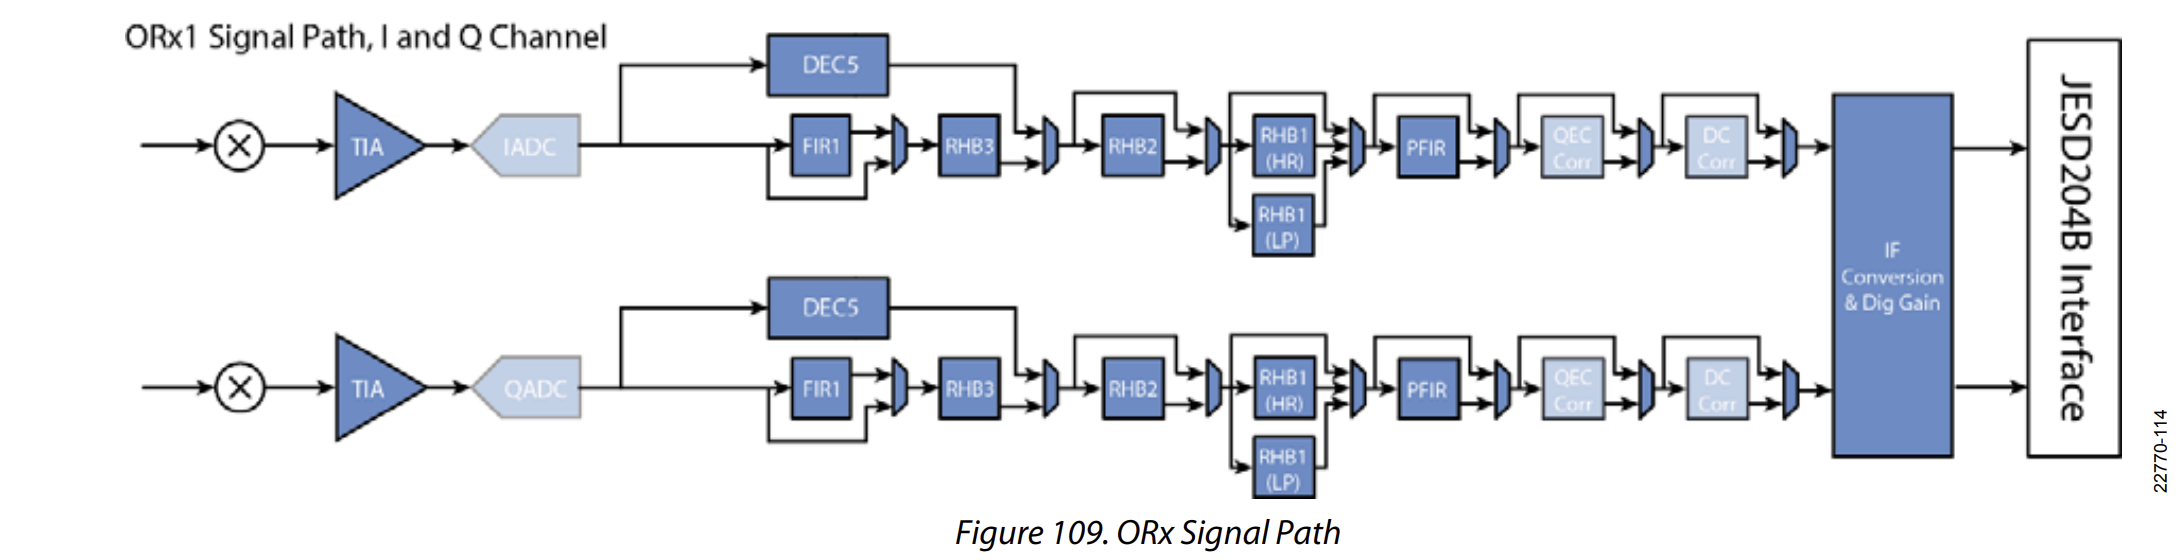 ORx1 Signal Path, I and Q Channel
DEC5
TIA
IADC
FIR1
RHB3
RHB2
RHB1
(HR)
RHB1
(LP)
PFIR
QEC
Corr
DC
Corr
DEC5
TIA
QADC
FIR1
RHB3
RHB2
RHB1
(HR)
RHB1
(LP)
PFIR
QEC
Corr
DC
Corr
IF
Conversion
& Dig Gain
JESD204B Interface
22770-114
Figure 109. ORx Signal Path